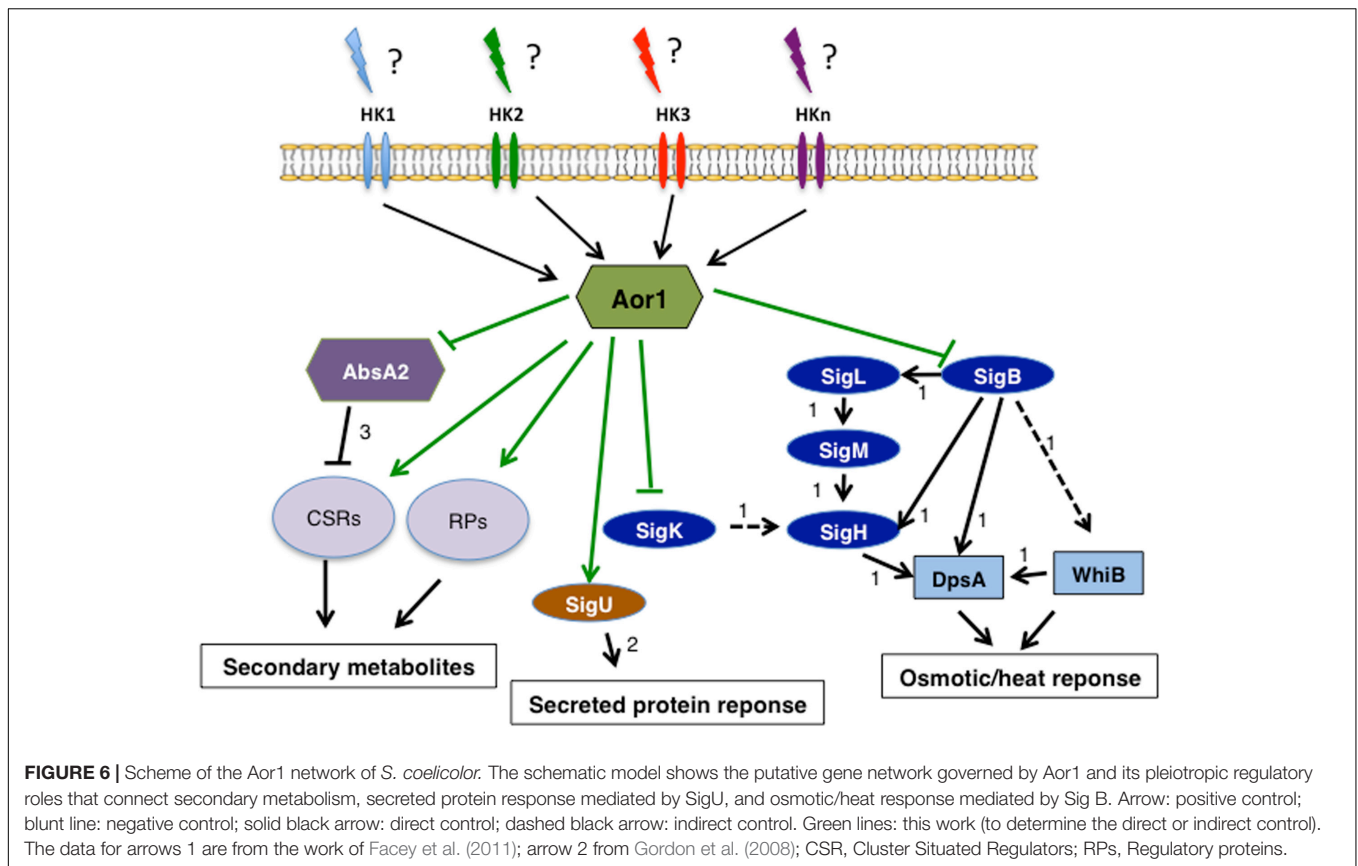 ? ? ? ?
HK1 HK2 HK3 HKn
Aor1
AbsA2
SigL 1 SigB
3
1
SigM
1
1
CSRs
RPs
SigK
1
SigH
1
1
1
DpsA
1
WhiB
SigU
2
Secondary metabolites
Secreted protein reponse
Osmotic/heat reponse
FIGURE 6 | Scheme of the Aor1 network of S. coelicolor. The schematic model shows the putative gene network governed by Aor1 and its pleiotropic regulatory
roles that connect secondary metabolism, secreted protein response mediated by SigU, and osmotic/heat response mediated by Sig B. Arrow: positive control;
blunt line: negative control; solid black arrow: direct control; dashed black arrow: indirect control. Green lines: this work (to determine the direct or indirect control).
The data for arrows 1 are from the work of Facey et al. (2011); arrow 2 from Gordon et al. (2008); CSR, Cluster Situated Regulators; RPs, Regulatory proteins.